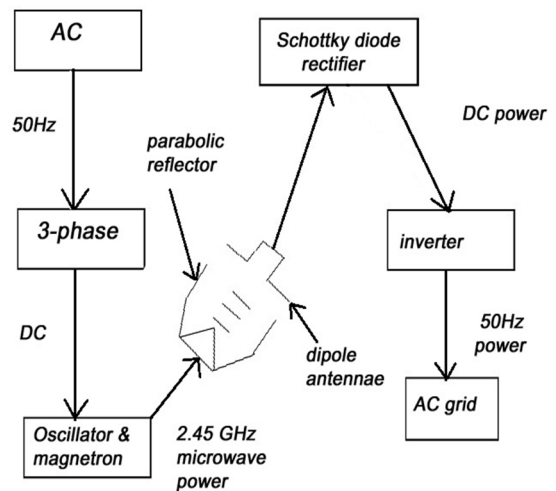 AC
50Hz
3-phase
DC
Oscillator &
magnetron
2.45 GHz
microwave
power
parabolic
reflector
dipole
antennae
Schottky diode
rectifier
DC power
inverter
50Hz
power
AC grid